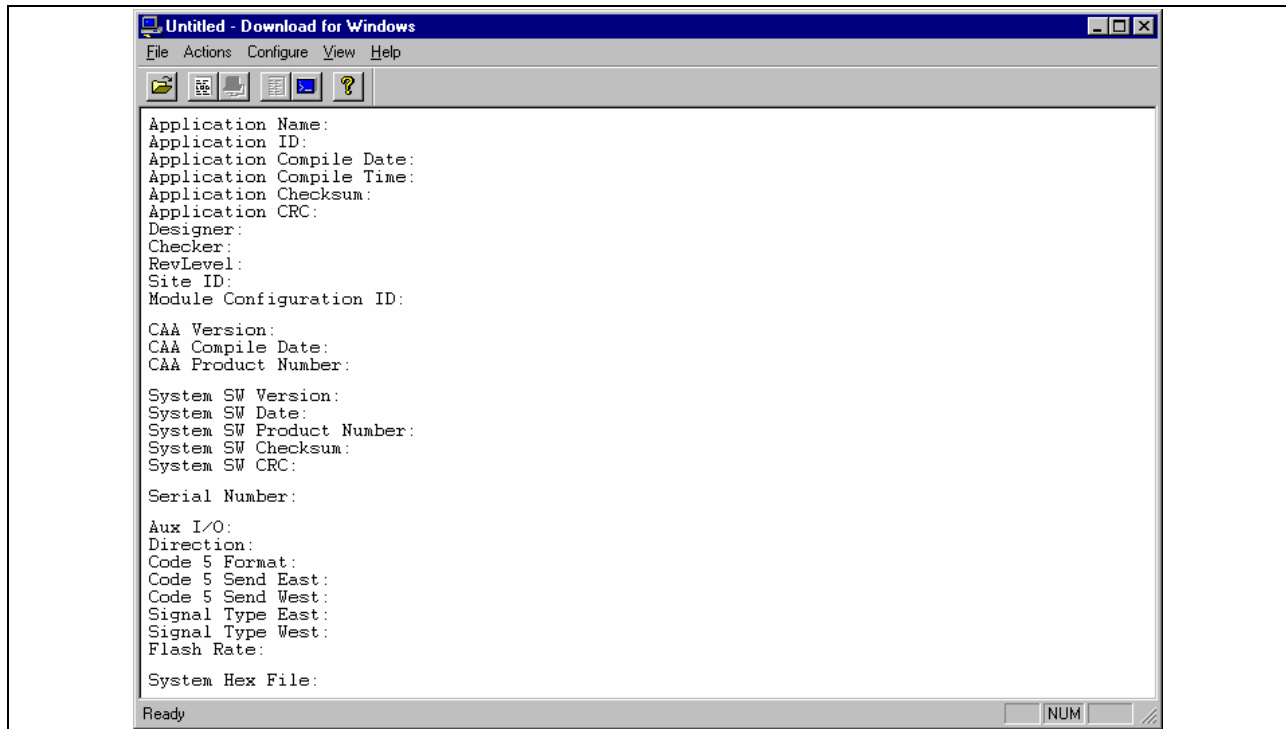 Untitled - Download for Windows
File Actions Configure View Help
Application Name:
Application ID:
Application Compile Date:
Application Compile Time:
Application Checksum:
Application CRC:
Designer:
Checker:
RevLevel:
Site ID:
Module Configuration ID:
CAA Version:
CAA Compile Date:
CAA Product Number:
System SW Version:
System SW Date:
System SW Product Number:
System SW Checksum:
System SW CRC:
Serial Number:
Aux I/O:
Direction:
Code 5 Format:
Code 5 Send East:
Code 5 Send West:
Signal Type East:
Signal Type West:
Flash Rate:
System Hex File:
Ready NUM